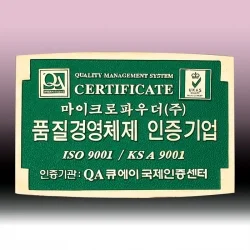 QA
QUALITY MANAGEMENT SYSTEM
CERTIFICATE
마이크로파우더(주)
품질경영체제 인증기업
ISO 9001 / KS A 9001
인증기관 : QA 큐에이 국제인증센터